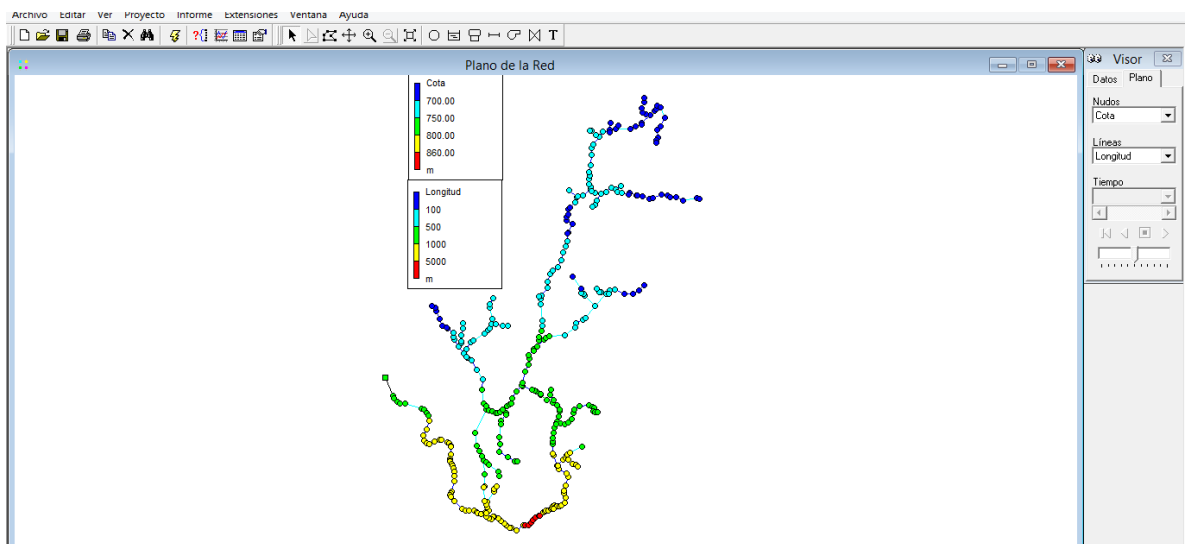 Archivo Editar Ver Proyecto Informe Extensiones Ventana Ayuda
T
Plano de la Red
Visor
Datos Plano
Nudos
Cota
Líneas
Longitud
Tiempo
Cota
700.00
750.00
800.00
860.00
m
Longitud
100
500
1000
5000
m